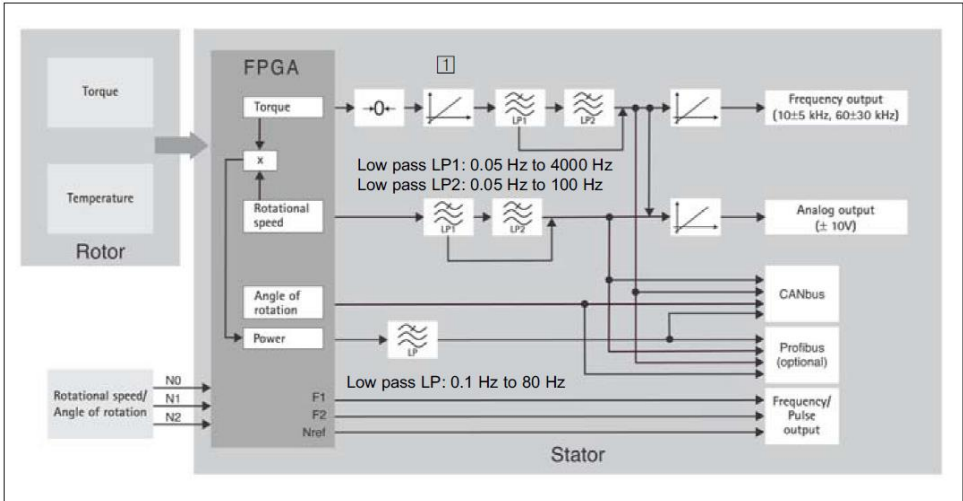 FPGA
1
Torque
Torque
→0←
LP1
LP2
Frequency output
(10±5 kHz, 60±30 kHz)
x
Low pass LP1: 0.05 Hz to 4000 Hz
Low pass LP2: 0.05 Hz to 100 Hz
Temperature
Rotational
speed
LP1
LP2
Analog output
(± 10V)
Rotor
Angle of
rotation
CANbus
Power
LP
Profibus
(optional)
Low pass LP: 0.1 Hz to 80 Hz
Rotational speed/
Angle of rotation
N0
N1
N2
F1
F2
Nref
Frequency/
Pulse
output
Stator